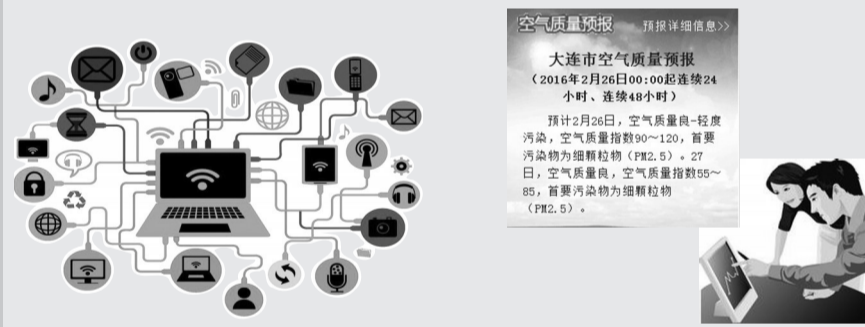 空气质量预报 预报详细信息>>
大连市空气质量预报
（2016年2月26日00:00起连续24
小时、连续48小时）
预计2月26日，空气质量良-轻度
污染，空气质量指数90～120，首要
污染物为细颗粒物（PM2.5）。27
日，空气质量良，空气质量指数55～
85，首要污染物为细颗粒物
（PM2.5）。